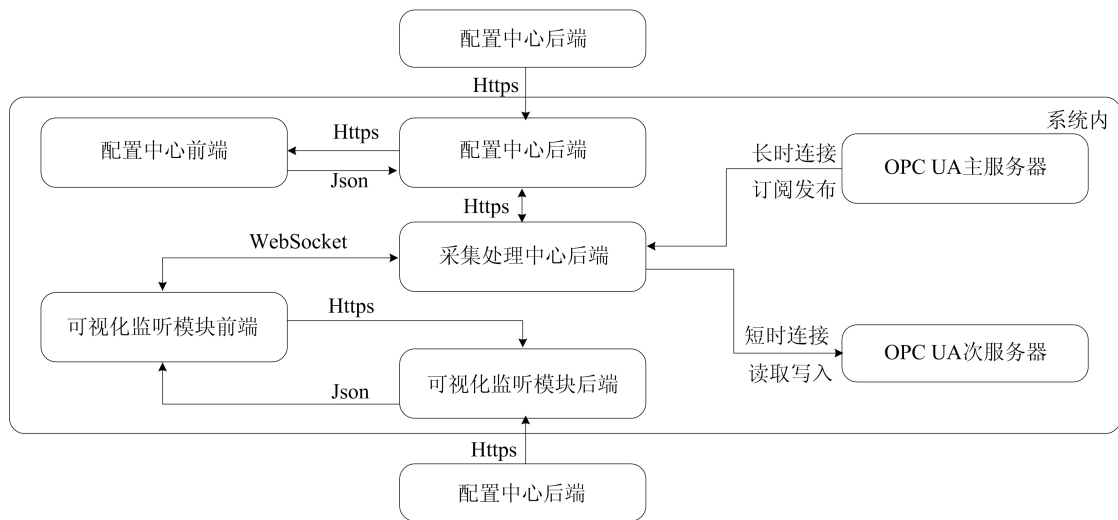 配置中心后端
Https
系统内
配置中心前端
Https
Json
配置中心后端
长时连接
订阅发布
OPC UA主服务器
Https
WebSocket
采集处理中心后端
可视化监听模块前端
Https
Json
可视化监听模块后端
短时连接
读取写入
OPC UA次服务器
Https
配置中心后端